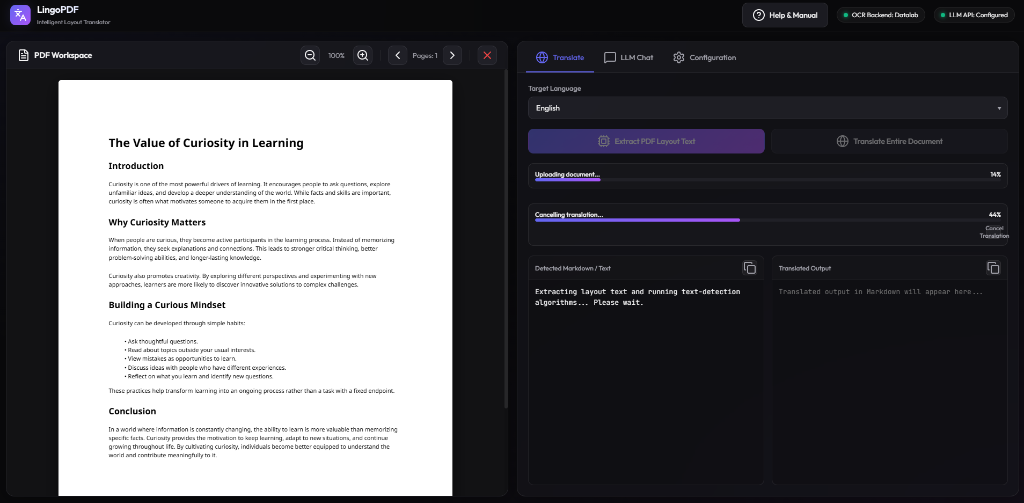 LingoPDF
Intelligent Layout Translator
Help & Manual
OCR Backend: Datalab
LLM API: Configured
PDF Workspace
100%
Pages: 1
The Value of Curiosity in Learning
Introduction
Curiosity is one of the most powerful drivers of learning. It encourages people to ask questions, explore
unfamiliar ideas, and develop a deeper understanding of the world. While facts and skills are important,
curiosity is often what motivates someone to acquire them in the first place.
Why Curiosity Matters
When people are curious, they become active participants in the learning process. Instead of memorizing
information, they seek explanations and connections. This leads to stronger critical thinking, better
problem-solving abilities, and longer-lasting knowledge.
Curiosity also promotes creativity. By exploring different perspectives and experimenting with new
approaches, learners are more likely to discover innovative solutions to complex challenges.
Building a Curious Mindset
Curiosity can be developed through simple habits:
• Ask thoughtful questions.
• Read about topics outside your usual interests.
• View mistakes as opportunities to learn.
• Discuss ideas with people who have different experiences.
• Reflect on what you learn and identify new questions.
These practices help transform learning into an ongoing process rather than a task with a fixed endpoint.
Conclusion
In a world where information is constantly changing, the ability to learn is more valuable than memorizing
specific facts. Curiosity provides the motivation to keep learning, adapt to new situations, and continue
growing throughout life. By cultivating curiosity, individuals become better equipped to understand the
world and contribute meaningfully to it.
Translate
LLM Chat
Configuration
Target Language
English
Extract PDF Layout Text
Translate Entire Document
Uploading document...
14%
Cancelling translation...
44%
Cancel
Translation
Detected Markdown / Text
Extracting layout text and running text-detection
algorithms... Please wait.
Translated Output
Translated output in Markdown will appear here...